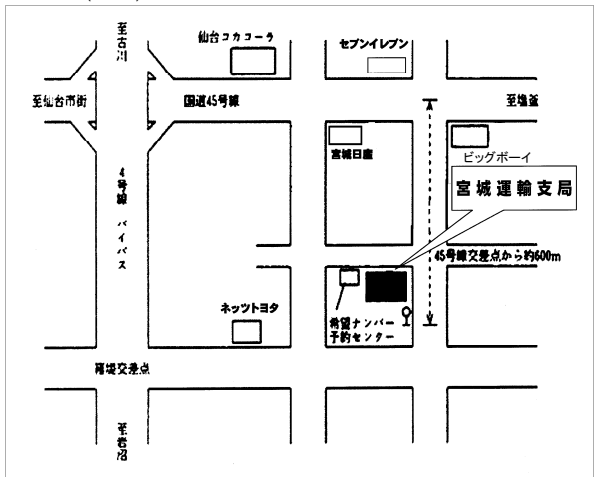 至古川
仙台コカコーラ
セブンイレブン
至仙台市街
国道45号線
至塩釜
宮城日産
ビッグボーイ
4号線バイパス
宮城運輸支局
45号線交差点から約600m
ネッツトヨタ
希望ナンバー
予約センター
箱堤交差点
至岩沼